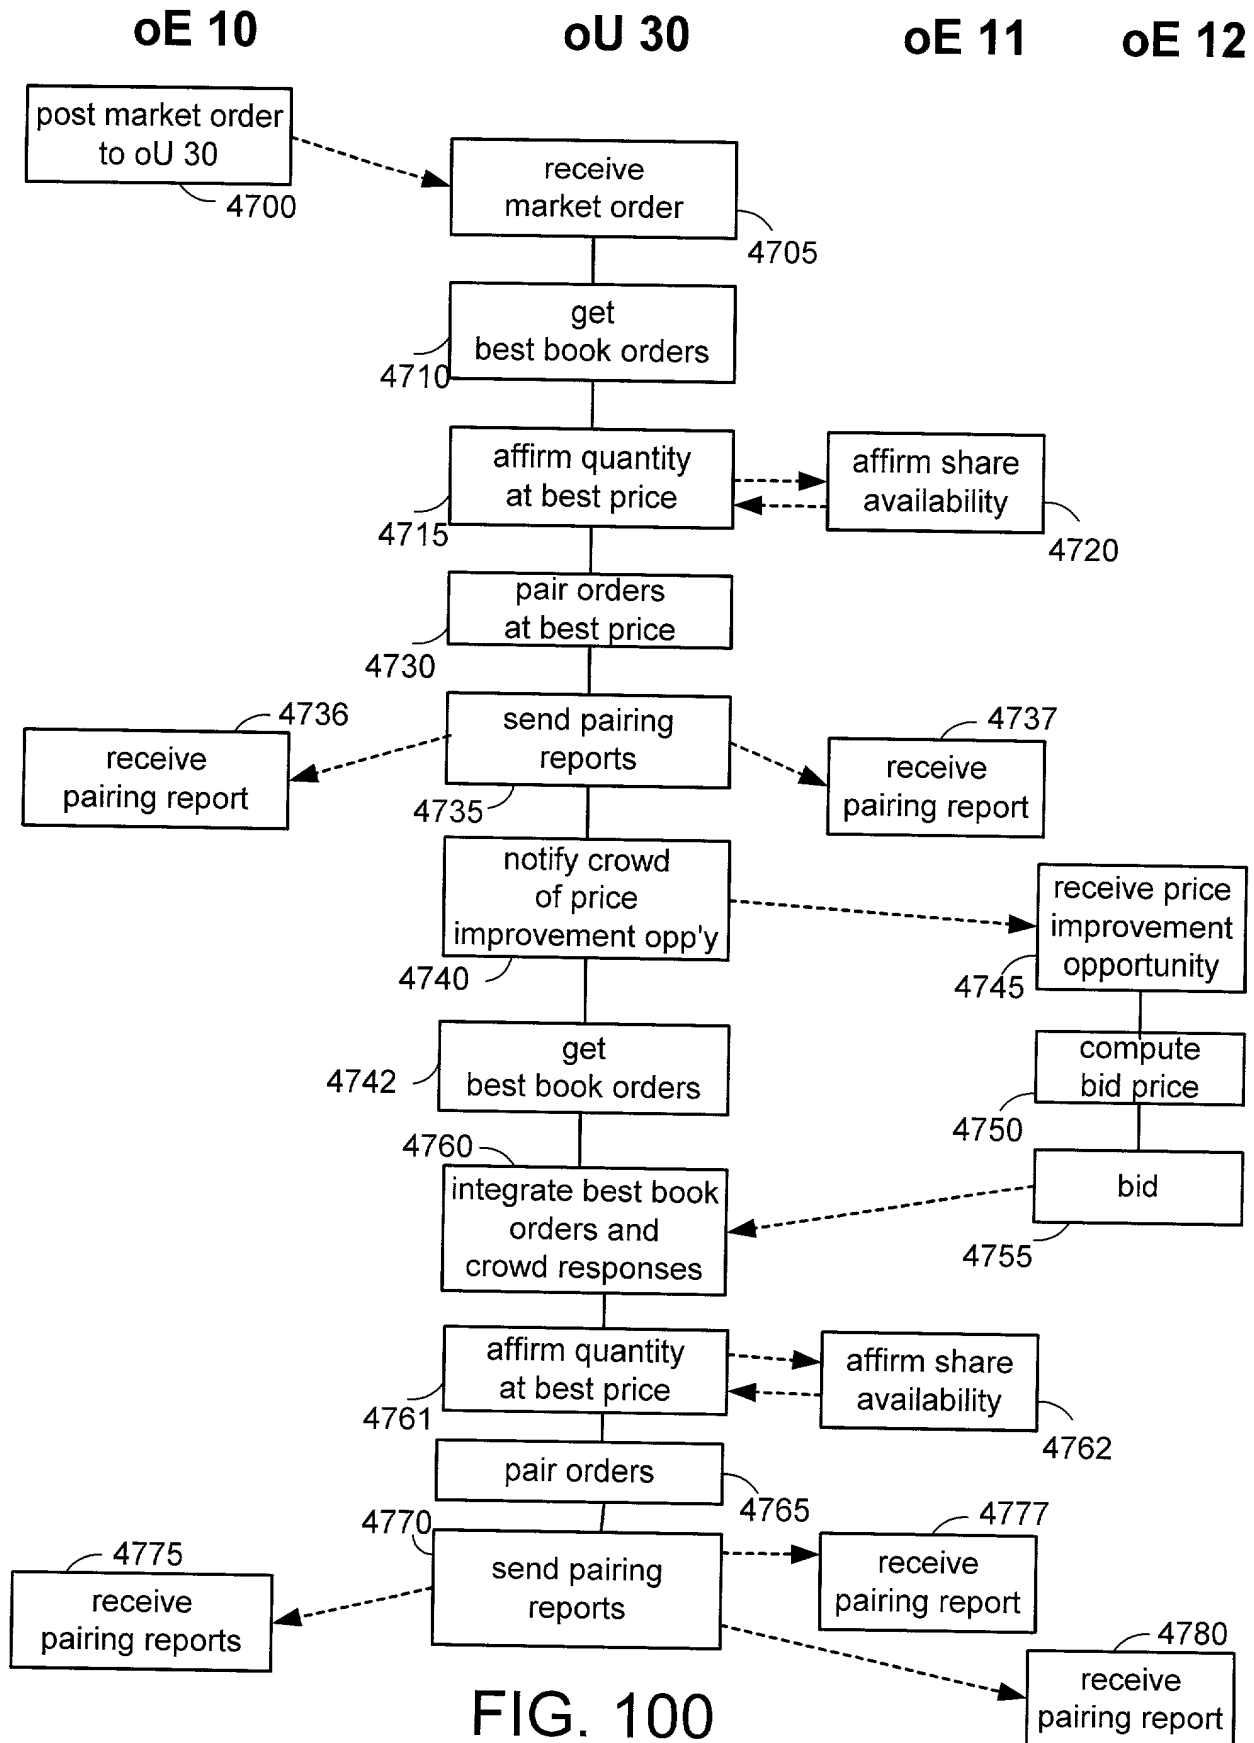 oE 10
oU 30
oE 11
oE 12
post market order
to oU 30
4700
receive
market order
4705
get
best book orders
4710
affirm quantity
at best price
4715
affirm share
availability
4720
pair orders
at best price
4730
send pairing
reports
4735
4736
receive
pairing report
4737
receive
pairing report
notify crowd
of price
improvement opp'y
4740
receive price
improvement
opportunity
4745
get
best book orders
4742
compute
bid price
4750
bid
4755
4760
integrate best book
orders and
crowd responses
affirm quantity
at best price
4761
affirm share
availability
4762
pair orders
4765
4770
send pairing
reports
4775
receive
pairing reports
4777
receive
pairing report
4780
receive
pairing report
FIG. 100